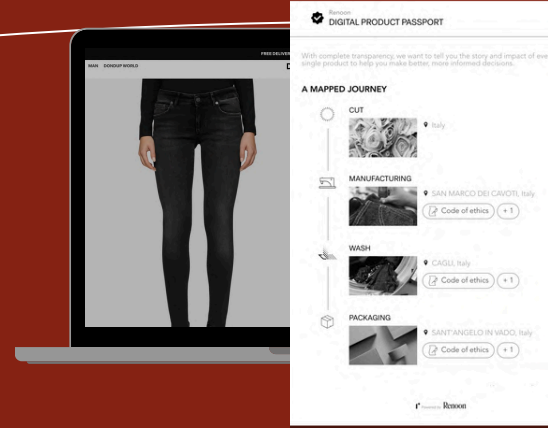 FREE DELIVER
MAN DONDUP WORLD
D
Renoon
DIGITAL PRODUCT PASSPORT
With complete transparency, we want to tell you the story and impact of eve
single product to help you make better, more informed decisions.
A MAPPED JOURNEY
CUT
Italy
MANUFACTURING
SAN MARCO DEI CAVOTI, Italy
Code of ethics + 1
WASH
CAGLI, Italy
Code of ethics + 1
PACKAGING
SANT'ANGELO IN VADO, Italy
Code of ethics + 1
Powered by Renoon